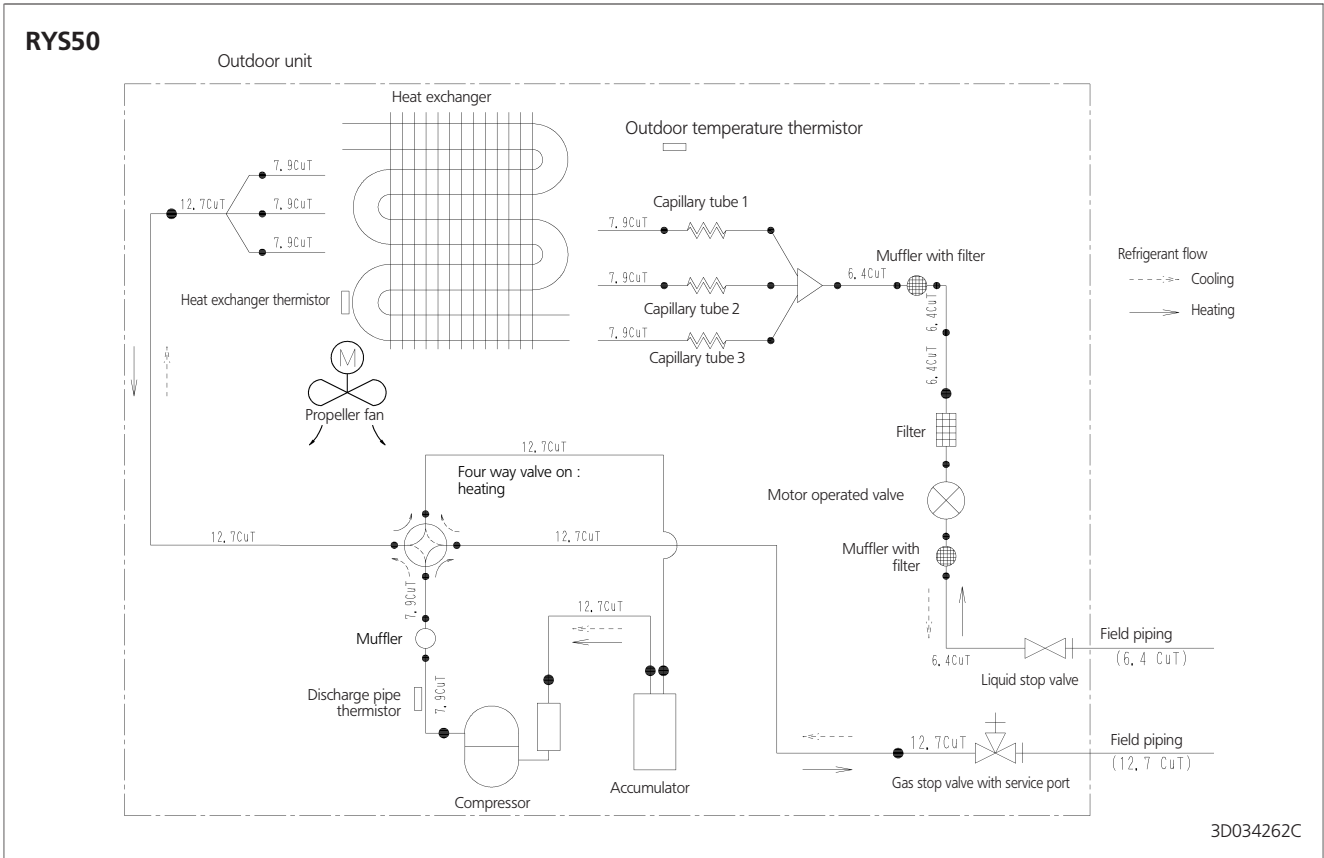 RYS50
Outdoor unit
Heat exchanger
Outdoor temperature thermistor
7.9CuT
12.7CuT
7.9CuT
7.9CuT
Capillary tube 1
7.9CuT
Muffler with filter
Refrigerant flow
Cooling
Heating
7.9CuT
6.4CuT
Heat exchanger thermistor
Capillary tube 2
7.9CuT
6.4CuT
Capillary tube 3
6.4CuT
M
Propeller fan
Filter
12.7CuT
Four way valve on :
heating
Motor operated valve
12.7CuT
12.7CuT
Muffler with
filter
7.9CuT
12.7CuT
Muffler
Field piping
(6.4 CuT)
6.4CuT
Liquid stop valve
Discharge pipe
thermistor
7.9CuT
12.7CuT
Field piping
(12.7 CuT)
Gas stop valve with service port
Accumulator
Compressor
3D034262C